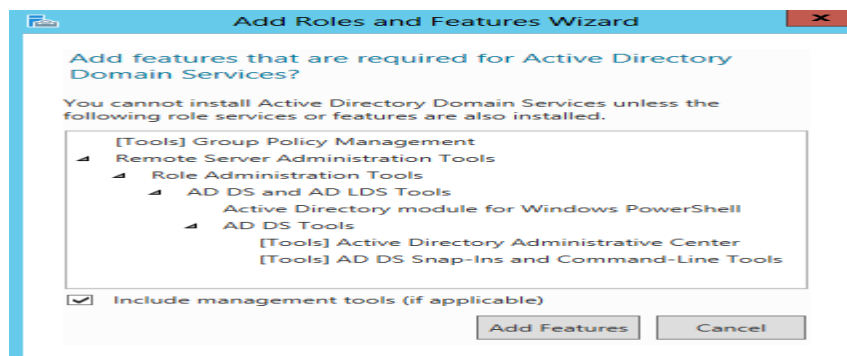 Add Roles and Features Wizard
Add features that are required for Active Directory
Domain Services?
You cannot install Active Directory Domain Services unless the
following role services or features are also installed.
[Tools] Group Policy Management
Remote Server Administration Tools
Role Administration Tools
AD DS and AD LDS Tools
Active Directory module for Windows PowerShell
AD DS Tools
[Tools] Active Directory Administrative Center
[Tools] AD DS Snap-Ins and Command-Line Tools
Include management tools (if applicable)
Add Features Cancel